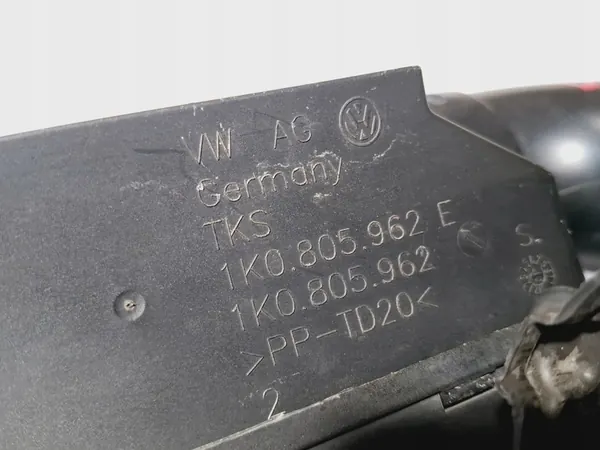 VW AG
Germany
TKS
1K0.805.962 E
1K0.805.962
>PP-TD20<
2
S.